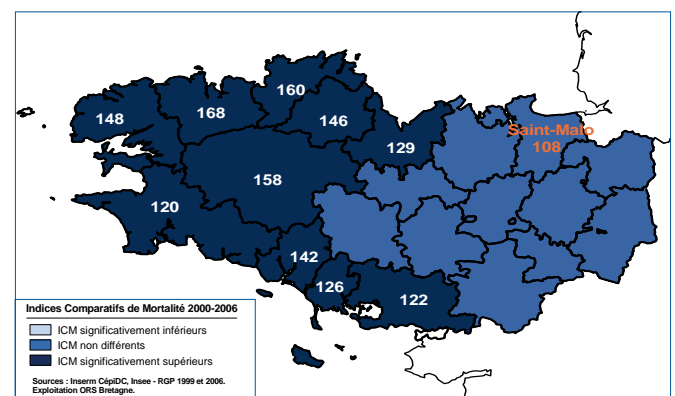 160
148
168
146
Saint-Malo
108
129
158
120
142
126
122
Indices Comparatifs de Mortalité 2000-2006
ICM significativement inférieurs
ICM non différents
ICM significativement supérieurs
Sources : Inserm CépiDC, Insee - RGP 1999 et 2006.
Exploitation ORS Bretagne.